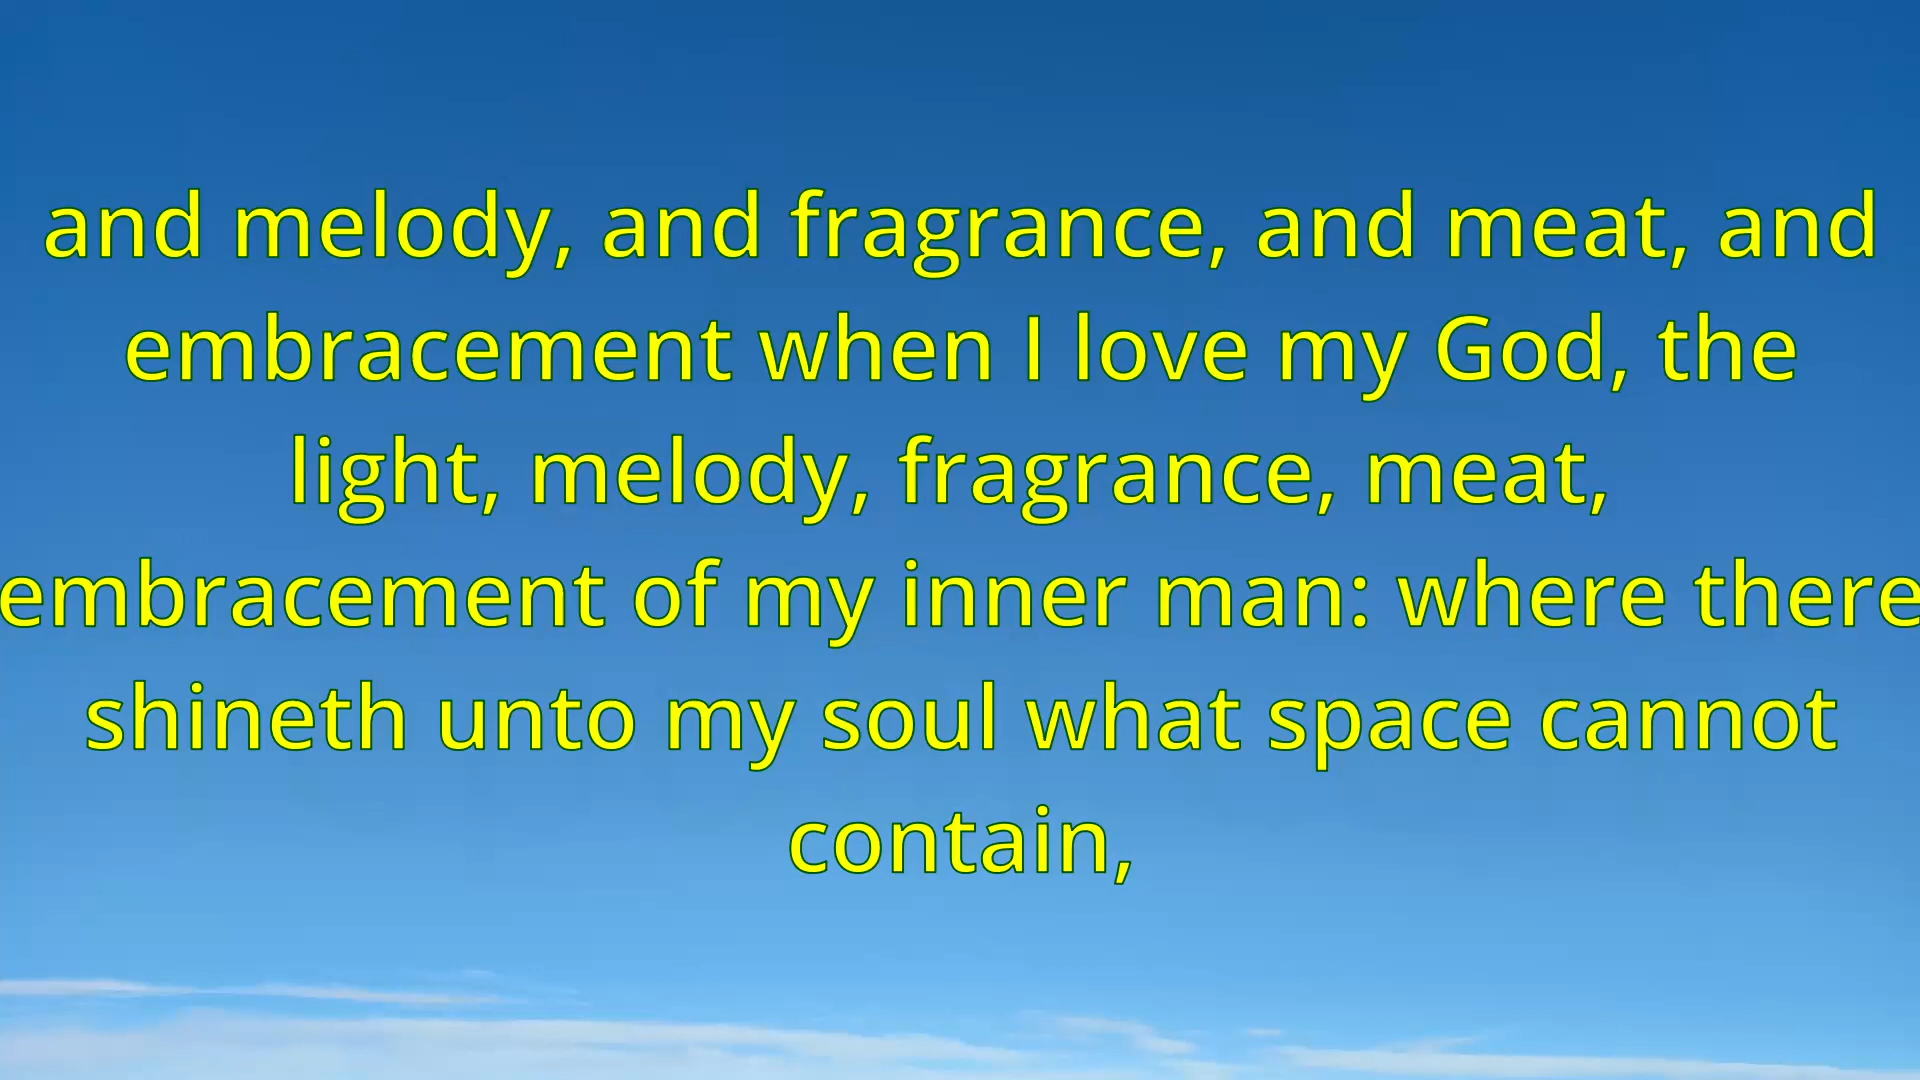 and melody, and fragrance, and meat, and
embracement when I love my God, the
light, melody, fragrance, meat,
embracement of my inner man: where there
shineth unto my soul what space cannot
contain,